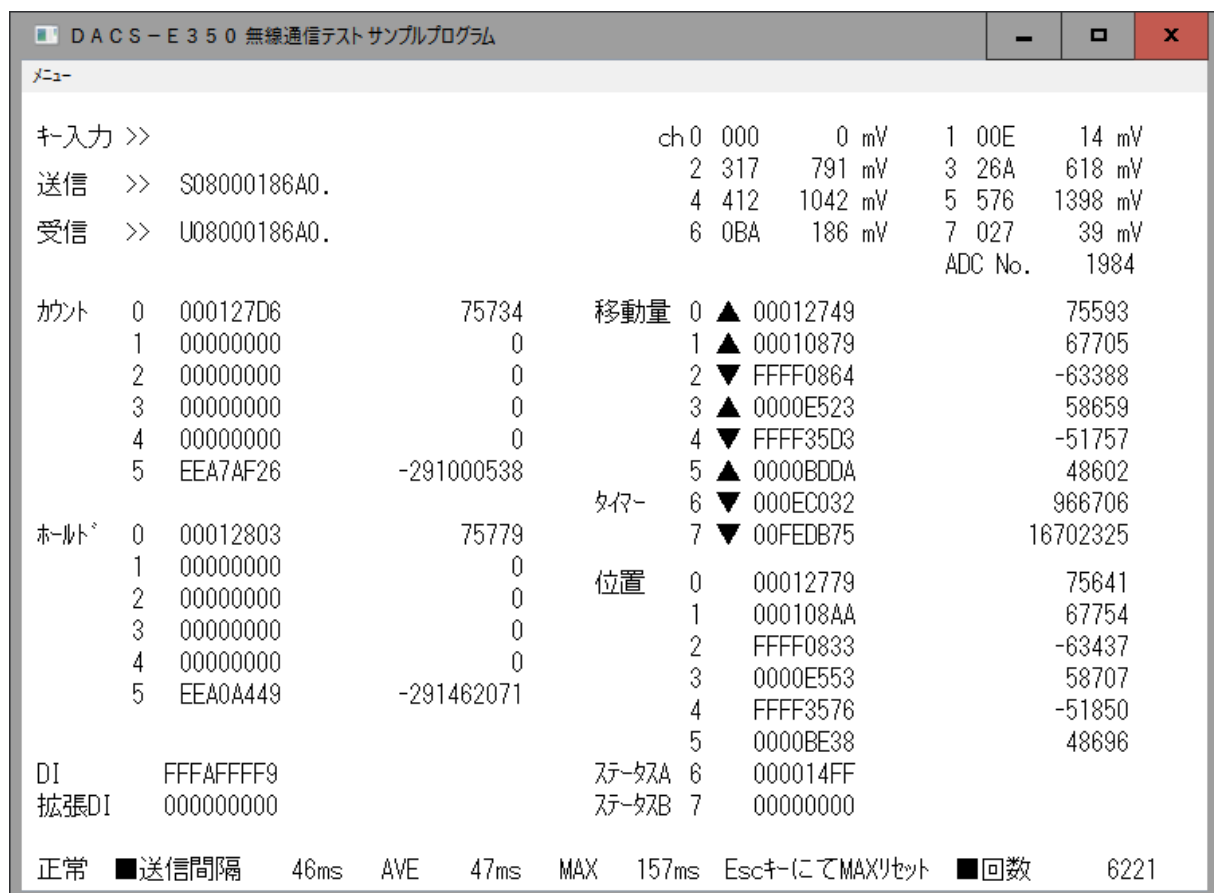 DACS-E350 無線通信テスト サンプルプログラム
ﾒﾆｭｰ
ｷｰ入力 >> ch 0 000 0 mV 1 00E 14 mV
2 317 791 mV 3 26A 618 mV
送信 >> S08000186A0.
4 412 1042 mV 5 576 1398 mV
受信 >> U08000186A0. 6 0BA 186 mV 7 027 39 mV
ADC No. 1984
ｶｳﾝﾄ 0 000127D6 75734 移動量 0 ▲ 00012749 75593
1 00000000 0 1 ▲ 00010879 67705
2 00000000 0 2 ▼ FFFF0864 -63388
3 00000000 0 3 ▲ 0000E523 58659
4 00000000 0 4 ▼ FFFF35D3 -51757
5 EEA7AF26 -291000538 5 ▲ 0000BDDA 48602
ﾀｲﾏｰ 6 ▼ 000EC032 966706
ﾎｰﾙﾄﾞ 0 00012803 75779 7 ▼ 00FEDB75 16702325
1 00000000 0 位置 0 00012779 75641
2 00000000 0 1 000108AA 67754
3 00000000 0 2 FFFF0833 -63437
4 00000000 0 3 0000E553 58707
5 EEA0A449 -291462071 4 FFFF3576 -51850
5 0000BE38 48696
DI FFFAFFFF9 ｽﾃｰﾀｽA 6 000014FF
拡張DI 000000000 ｽﾃｰﾀｽB 7 00000000
正常 ■送信間隔 46ms AVE 47ms MAX 157ms EscｷｰにてMAXﾘｾｯﾄ ■回数 6221